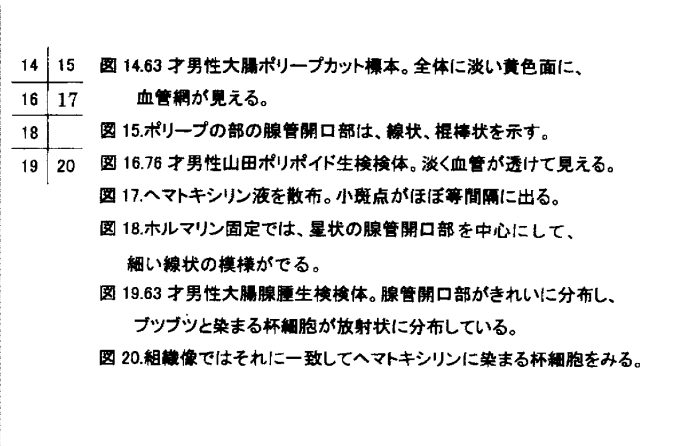 14 15 図 14.63 才男性大腸ポリープカット標本。全体に淡い黄色面に、
16 17 血管網が見える。
18 図 15.ポリープの部の腺管開口部は、線状、棍棒状を示す。
19 20 図 16.76 才男性山田ポリポイド生検検体。淡く血管が透けて見える。
図 17.ヘマトキシリン液を散布。小斑点がほぼ等間隔に出る。
図 18.ホルマリン固定では、星状の腺管開口部を中心にして、
細い線状の模様がでる。
図 19.63 才男性大腸腺腫生検検体。腺管開口部がきれいに分布し、
ブツブツと染まる杯細胞が放射状に分布している。
図 20.組織像ではそれに一致してヘマトキシリンに染まる杯細胞をみる。